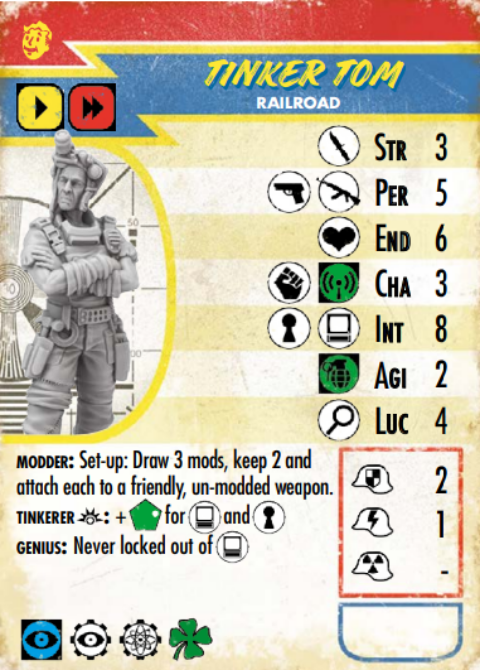 TINKER TOM
RAILROAD
STR 3
PER 5
END 6
CHA 3
INT 8
AGI 2
LUC 4
50
00
MODDER: Set-up: Draw 3 mods, keep 2 and
attach each to a friendly, un-modded weapon.
TINKERER : + for and
GENIUS: Never locked out of
2
1
-